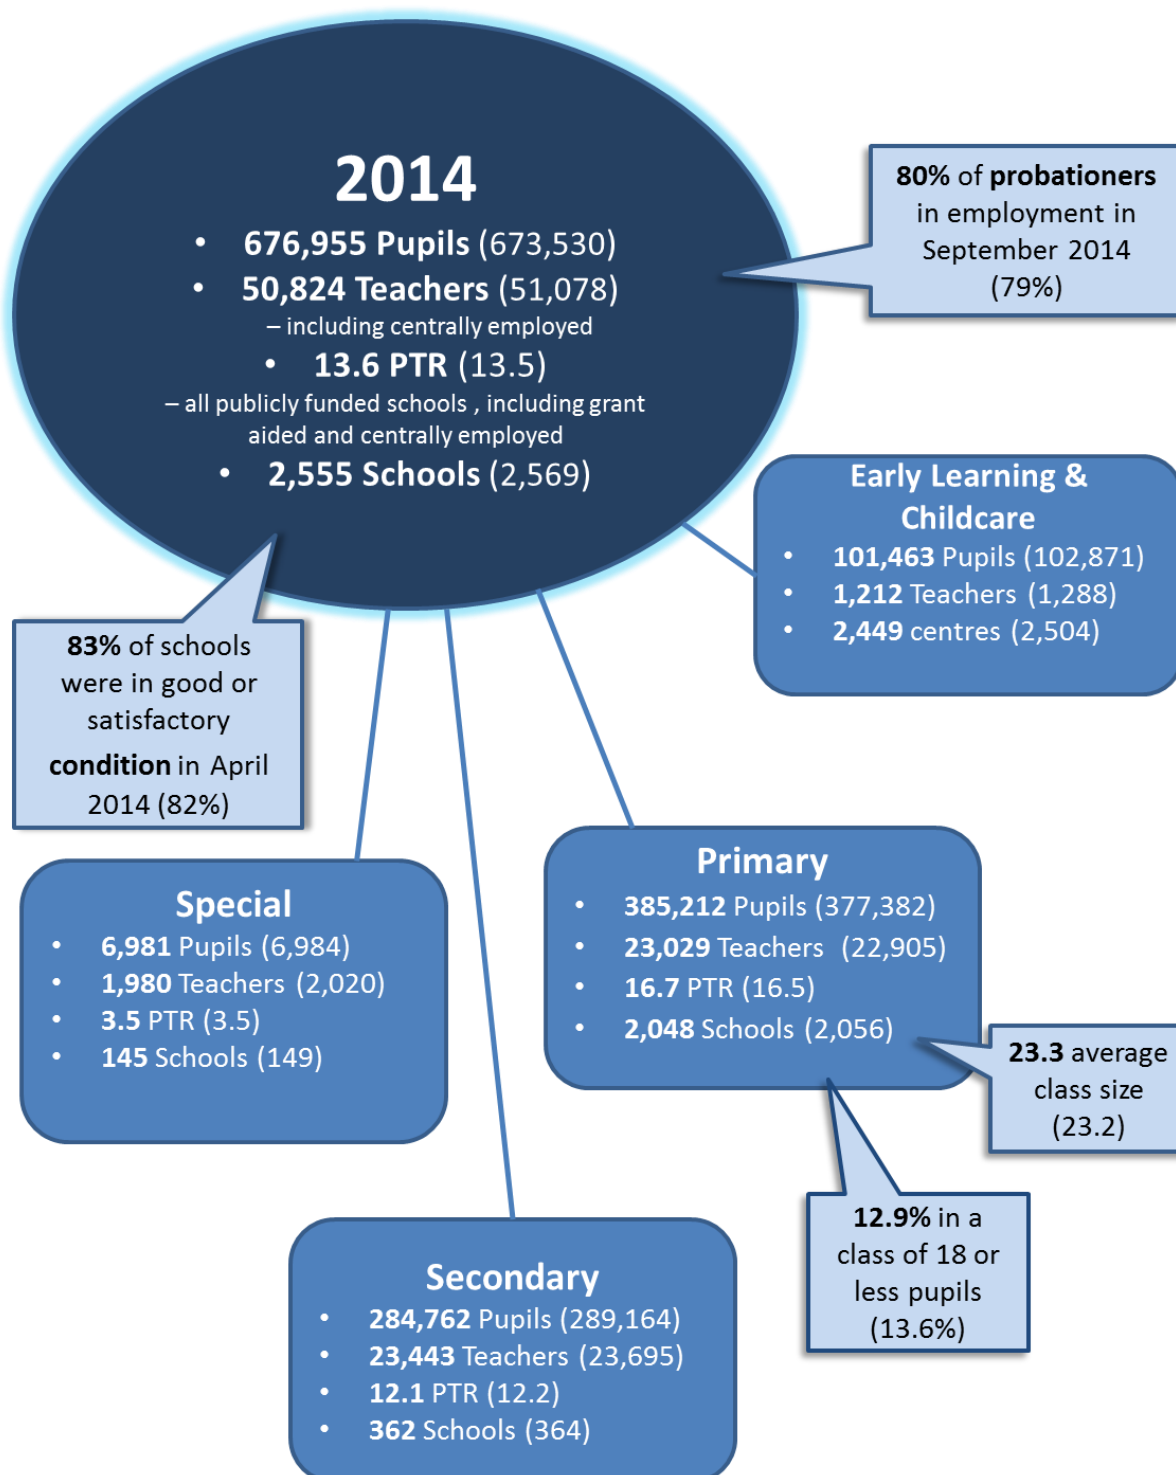 2014
• 676,955 Pupils (673,530)
• 50,824 Teachers (51,078)
– including centrally employed
• 13.6 PTR (13.5)
– all publicly funded schools , including grant
aided and centrally employed
• 2,555 Schools (2,569)
80% of probationers
in employment in
September 2014
(79%)
Early Learning &
Childcare
• 101,463 Pupils (102,871)
• 1,212 Teachers (1,288)
• 2,449 centres (2,504)
83% of schools
were in good or
satisfactory
condition in April
2014 (82%)
Special
• 6,981 Pupils (6,984)
• 1,980 Teachers (2,020)
• 3.5 PTR (3.5)
• 145 Schools (149)
Primary
• 385,212 Pupils (377,382)
• 23,029 Teachers (22,905)
• 16.7 PTR (16.5)
• 2,048 Schools (2,056)
23.3 average
class size
(23.2)
12.9% in a
class of 18 or
less pupils
(13.6%)
Secondary
• 284,762 Pupils (289,164)
• 23,443 Teachers (23,695)
• 12.1 PTR (12.2)
• 362 Schools (364)